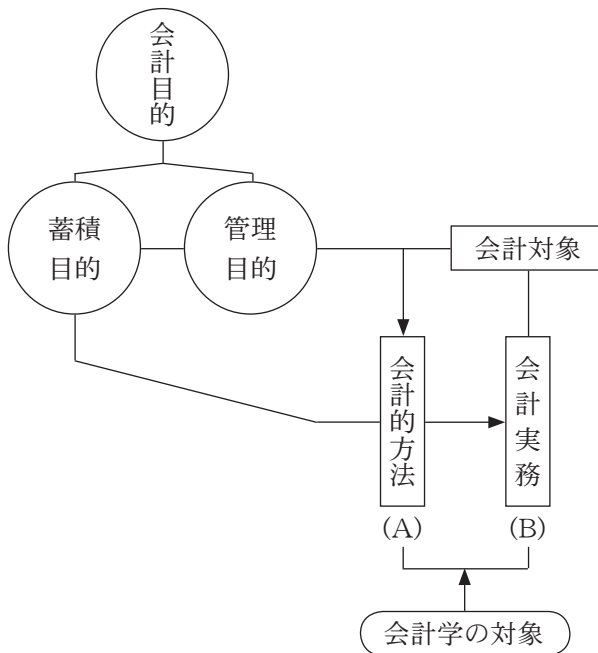 会計目的
蓄積
目的
管理
目的
会計対象
会計的方法
会計実務
(A)
(B)
会計学の対象